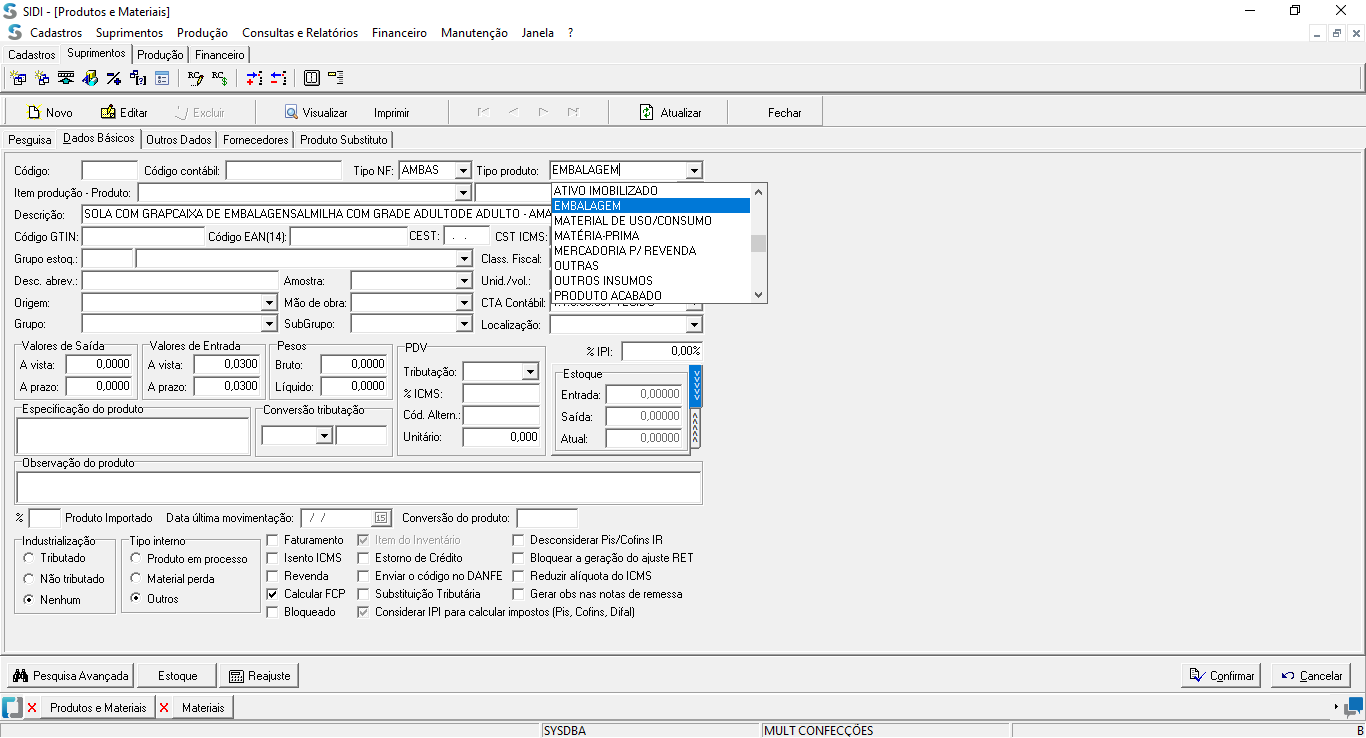 SIDI - [Produtos e Materiais]
Cadastros Suprimentos Produção Consultas e Relatórios Financeiro Manutenção Janela ?
Cadastros Suprimentos Produção Financeiro
Novo Editar Excluir Visualizar Imprimir Atualizar Fechar
Pesquisa Dados Básicos Outros Dados Fornecedores Produto Substituto
Código: Código contábil: Tipo NF: AMBAS Tipo produto: EMBALAGEM
Item produção - Produto:
ATIVO IMOBILIZADO
EMBALAGEM
MATERIAL DE USO/CONSUMO
MATÉRIA-PRIMA
MERCADORIA P/ REVENDA
OUTRAS
OUTROS INSUMOS
PRODUTO ACABADO
Descrição: SOLA COM GRAPCAIXA DE EMBALAGENSALMILHA COM GRADE ADULTODE ADULTO - AMA
Código GTIN: Código EAN(14): CEST: . . CST ICMS:
Grupo estoq.: Class. Fiscal:
Desc. abrev.: Amostra: Unid./vol.:
Origem: Mão de obra: CTA Contábil:
Grupo: SubGrupo: Localização:
Valores de Saída Valores de Entrada Pesos PDV % IPI: 0,00%
A vista: 0,0000 A vista: 0,0300 Bruto: 0,0000 Tributação:
A prazo: 0,0000 A prazo: 0,0300 Líquido: 0,0000 % ICMS:
Estoque
Entrada: 0,00000
Saída: 0,00000
Atual: 0,00000
Especificação do produto Conversão tributação Cód. Altern.:
Unitário: 0,000
Observação do produto
% Produto Importado Data última movimentação: / / 15 Conversão do produto:
Industrialização
Tributado
Não tributado
Nenhum
Tipo interno
Produto em processo
Material perda
Outros
Faturamento Item do Inventário Desconsiderar Pis/Cofins IR
Isento ICMS Estorno de Crédito Bloquear a geração do ajuste RET
Revenda Enviar o código no DANFE Reduzir alíquota do ICMS
Calcular FCP Substituição Tributária Gerar obs nas notas de remessa
Bloqueado Considerar IPI para calcular impostos (Pis, Cofins, Difal)
Pesquisa Avançada Estoque Reajuste Confirmar Cancelar
Produtos e Materiais Materiais
SYSDBA MULT CONFECÇÕES B